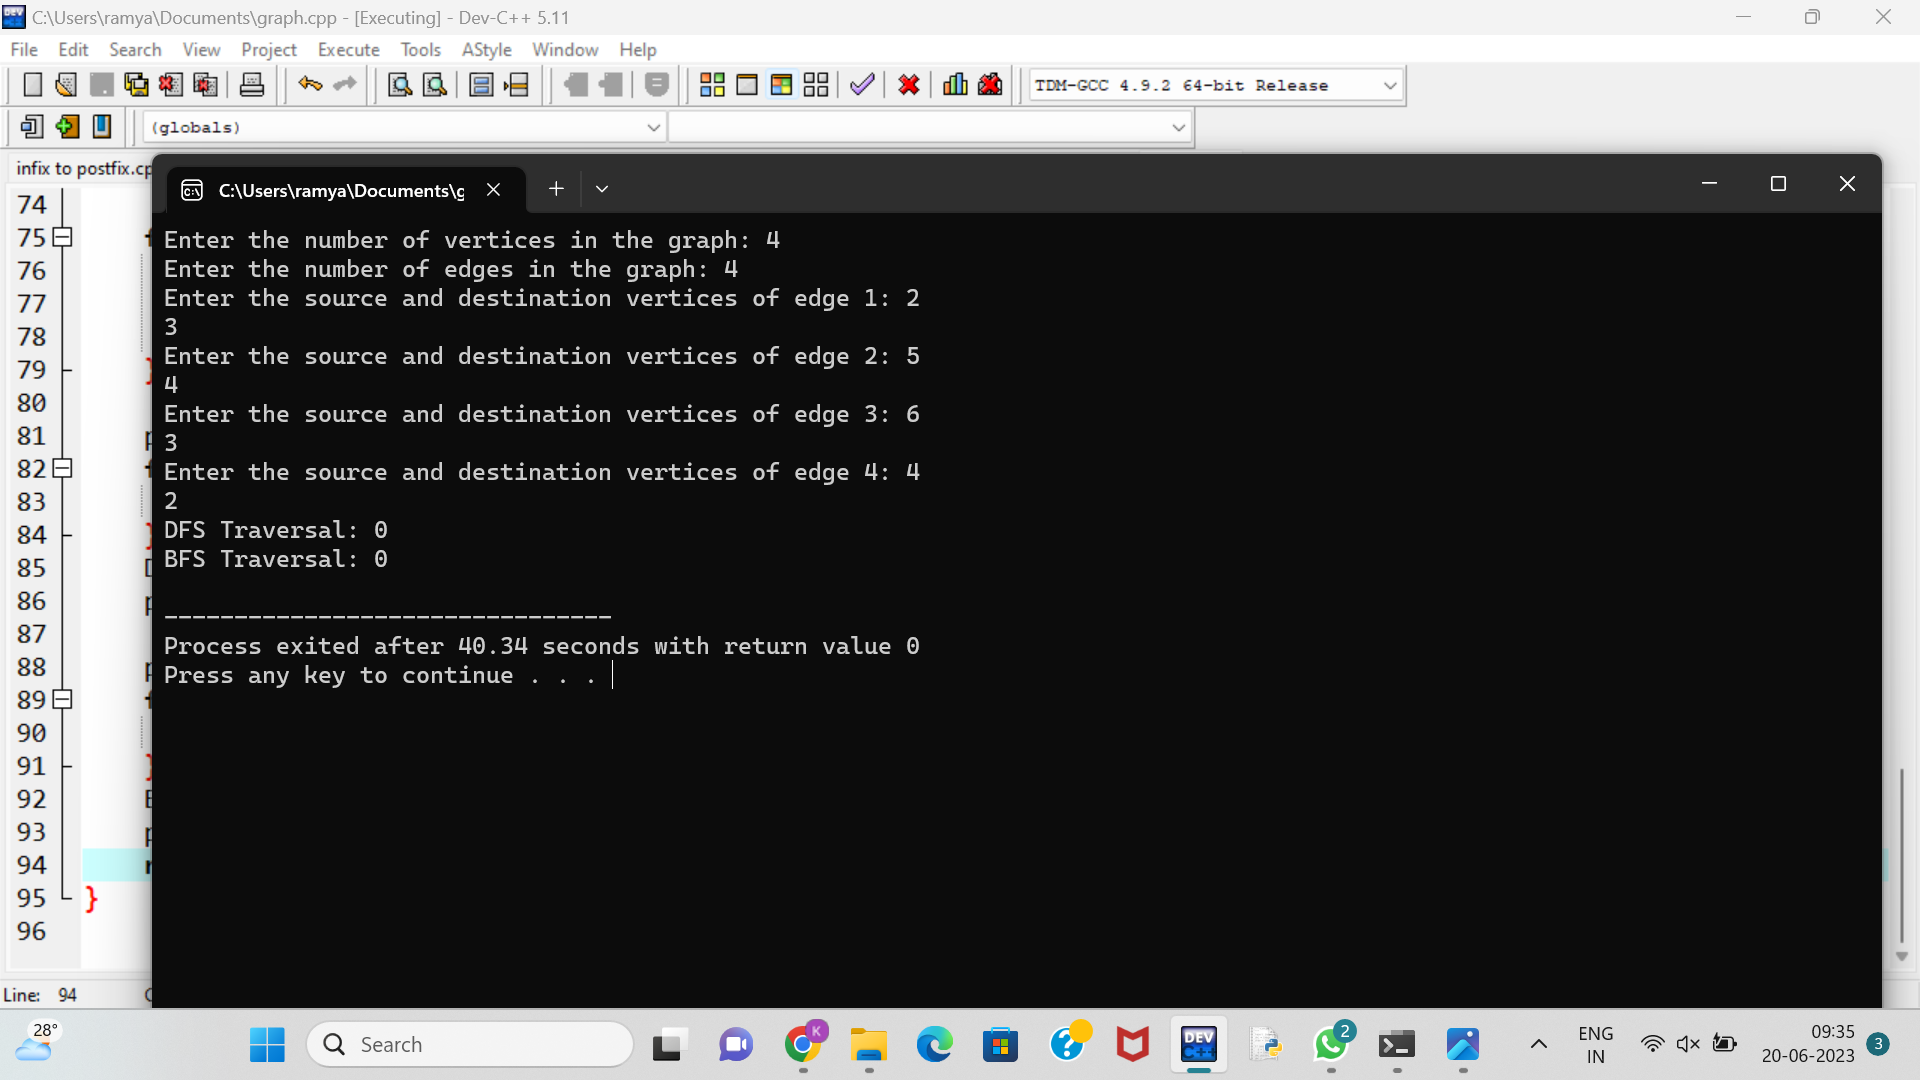 C:\Users\ramya\Documents\graph.cpp - [Executing] - Dev-C++ 5.11
File Edit Search View Project Execute Tools AStyle Window Help
TDM-GCC 4.9.2 64-bit Release
(globals)
infix to postfix.cp
C:\Users\ramya\Documents\g
74
75
76
77
78
79
80
81
82
83
84
85
86
87
88
89
90
91
92
93
94
95 }
96
Enter the number of vertices in the graph: 4
Enter the number of edges in the graph: 4
Enter the source and destination vertices of edge 1: 2
3
Enter the source and destination vertices of edge 2: 5
4
Enter the source and destination vertices of edge 3: 6
3
Enter the source and destination vertices of edge 4: 4
2
DFS Traversal: 0
BFS Traversal: 0
--------------------------------
Process exited after 40.34 seconds with return value 0
Press any key to continue . . .
Line: 94
28°
Search
K
DEV C++
2
ENG
IN
09:35
20-06-2023
3